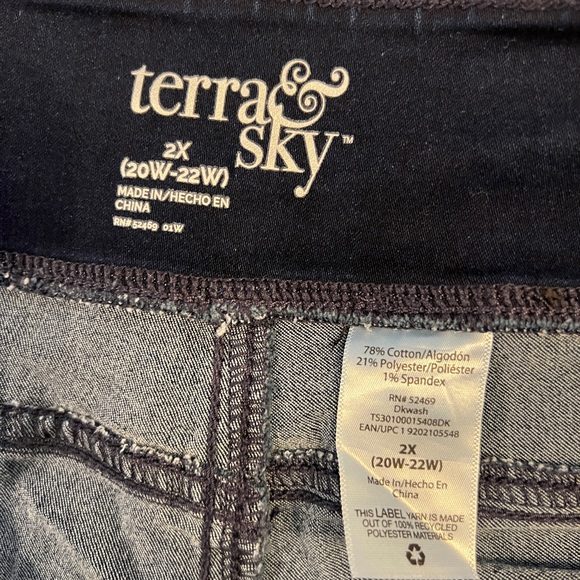 terra&
sky™
2X
(20W-22W)
MADE IN/HECHO EN
CHINA
RN# 52469 01W
78% Cotton/Algodón
21% Polyester/Poliéster
1% Spandex
RN# 52469
Dkwash
TS30100015408DK
EAN/UPC 1 9202105548
2X
(20W-22W)
Made In/Hecho En
China
THIS LABEL YARN IS MADE
OUT OF 100% RECYCLED
POLYESTER MATERIALS